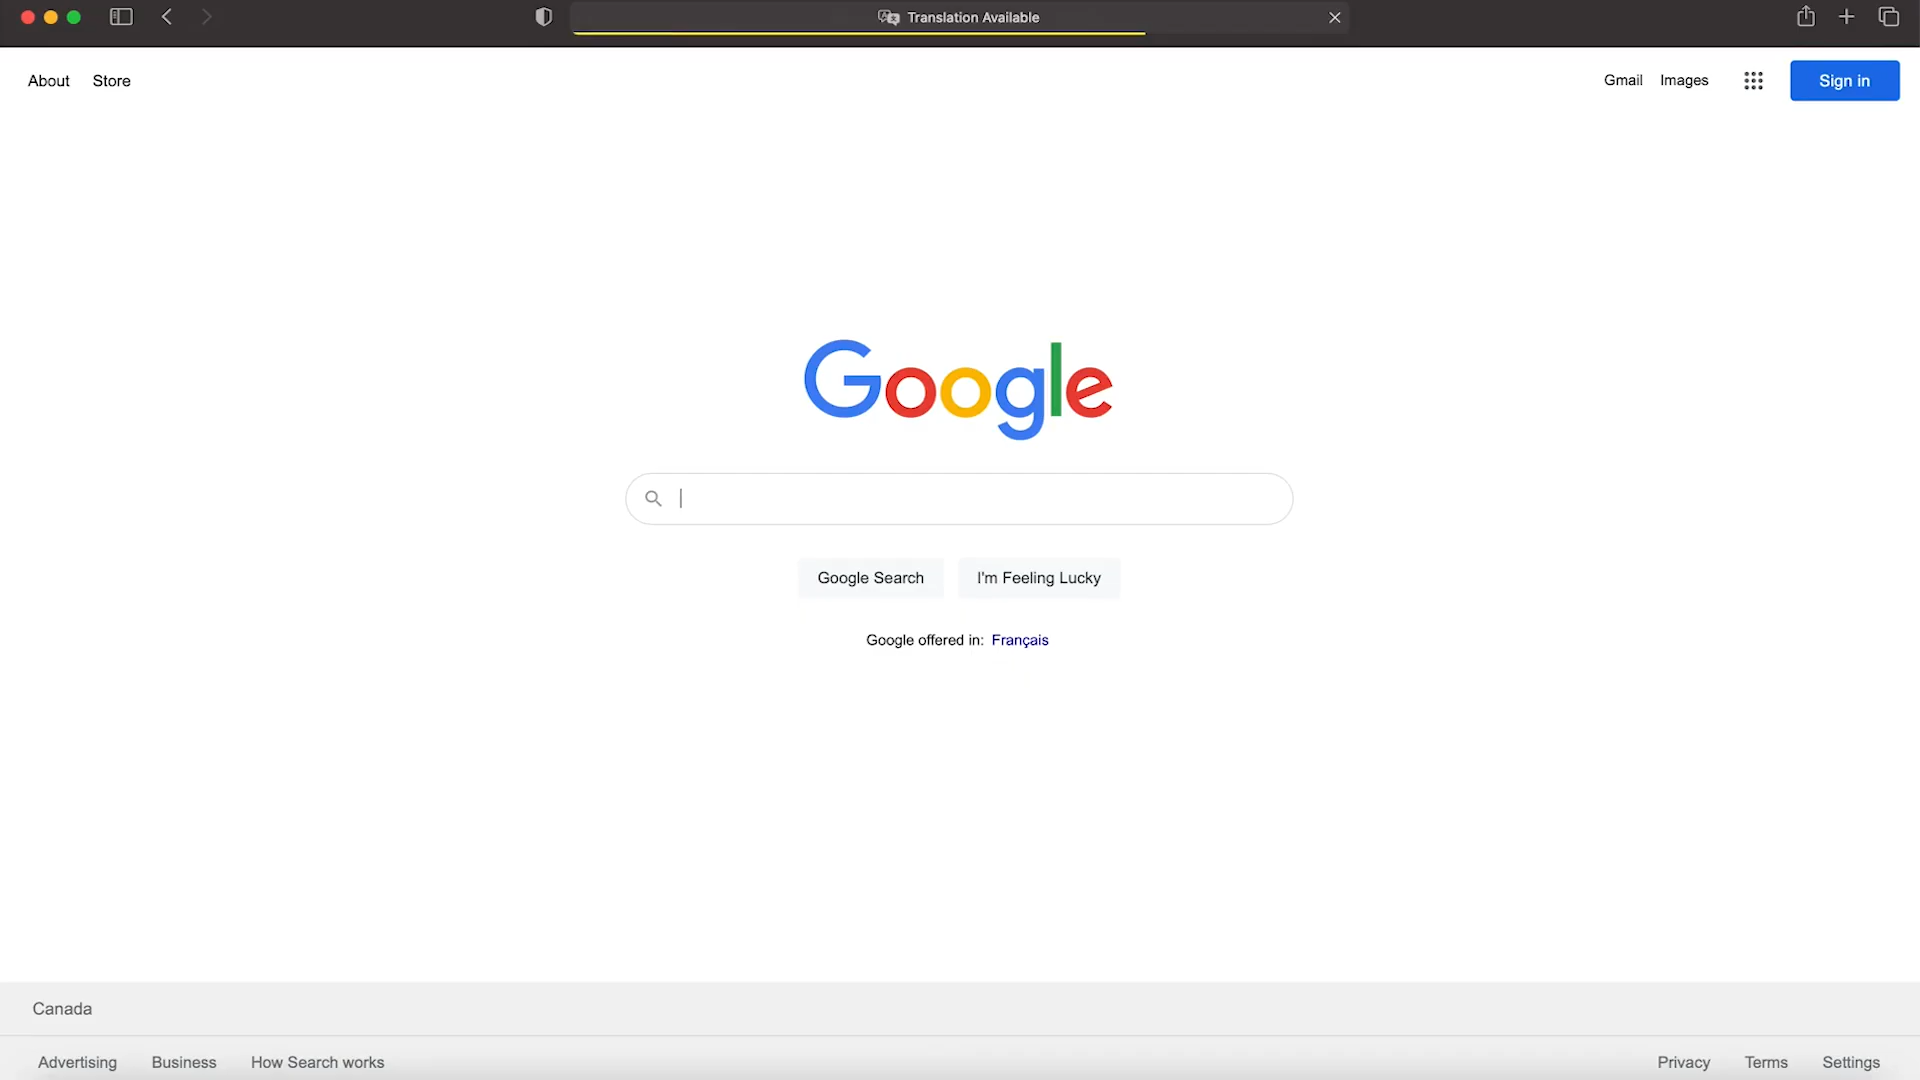 Translation Available
About Store
Gmail Images Sign in
Google
Google Search I'm Feeling Lucky
Google offered in: Français
Canada
Advertising Business How Search works
Privacy Terms Settings